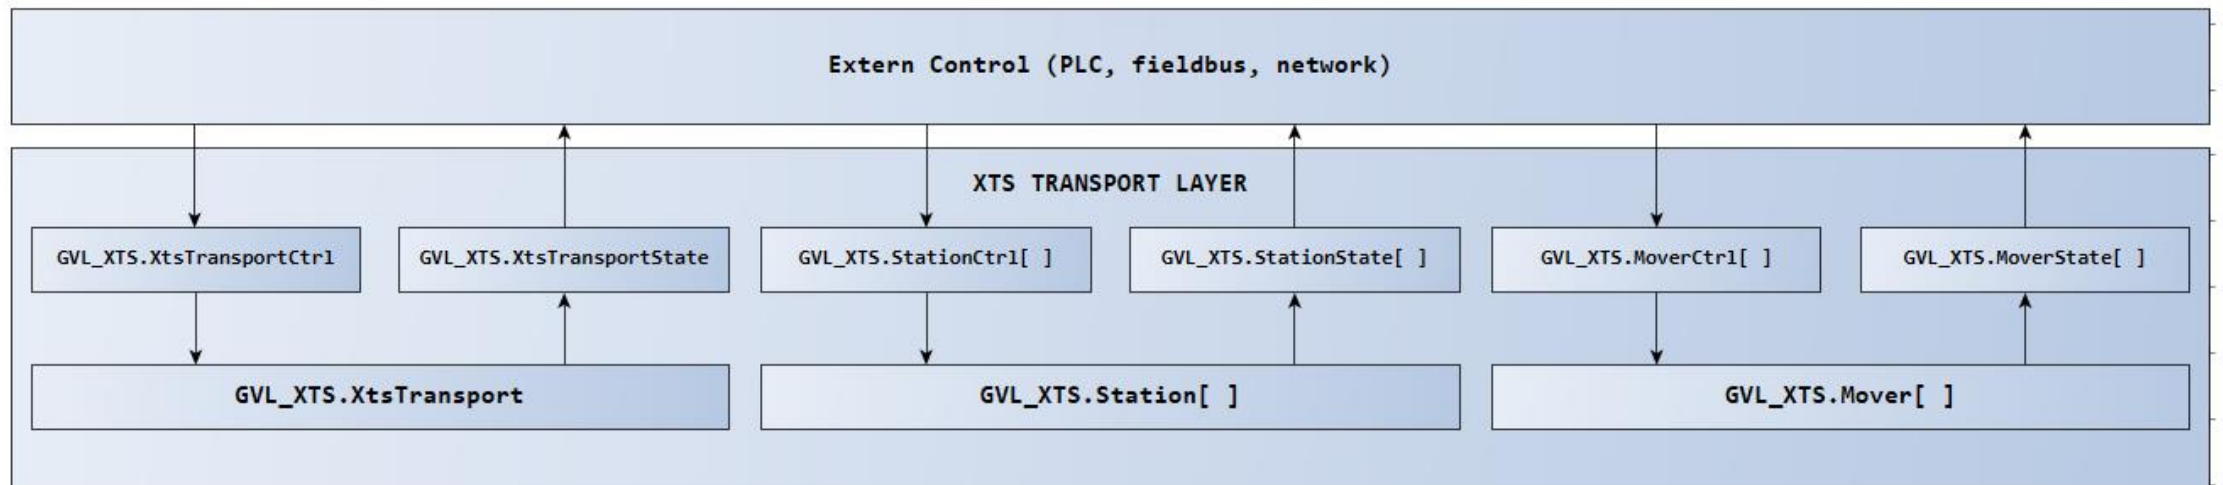 Extern Control (PLC, fieldbus, network)
XTS TRANSPORT LAYER
GVL_XTS.XtsTransportCtrl
GVL_XTS.XtsTransportState
GVL_XTS.StationCtrl[ ]
GVL_XTS.StationState[ ]
GVL_XTS.MoverCtrl[ ]
GVL_XTS.MoverState[ ]
GVL_XTS.XtsTransport
GVL_XTS.Station[ ]
GVL_XTS.Mover[ ]